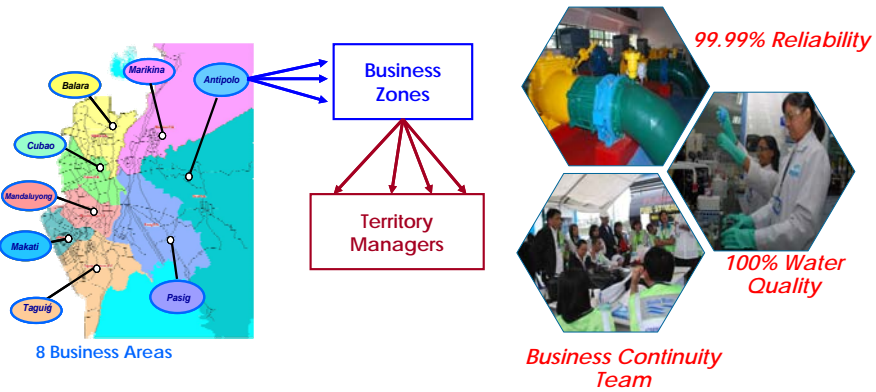 Marikina
Antipolo
Balara
Cubao
Mandaluyong
Makati
Taguig
Pasig
8 Business Areas
Business
Zones
Territory
Managers
99.99% Reliability
100% Water
Quality
Business Continuity
Team